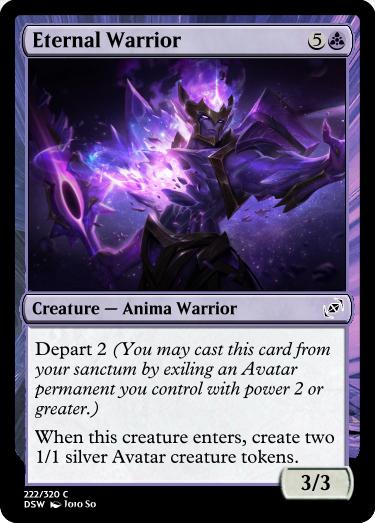 Eternal Warrior 5
Creature — Anima Warrior
Depart 2 (You may cast this card from
your sanctum by exiling an Avatar
permanent you control with power 2 or
greater.)
When this creature enters, create two
1/1 silver Avatar creature tokens.
3/3
222/320 C
DSW Joro So